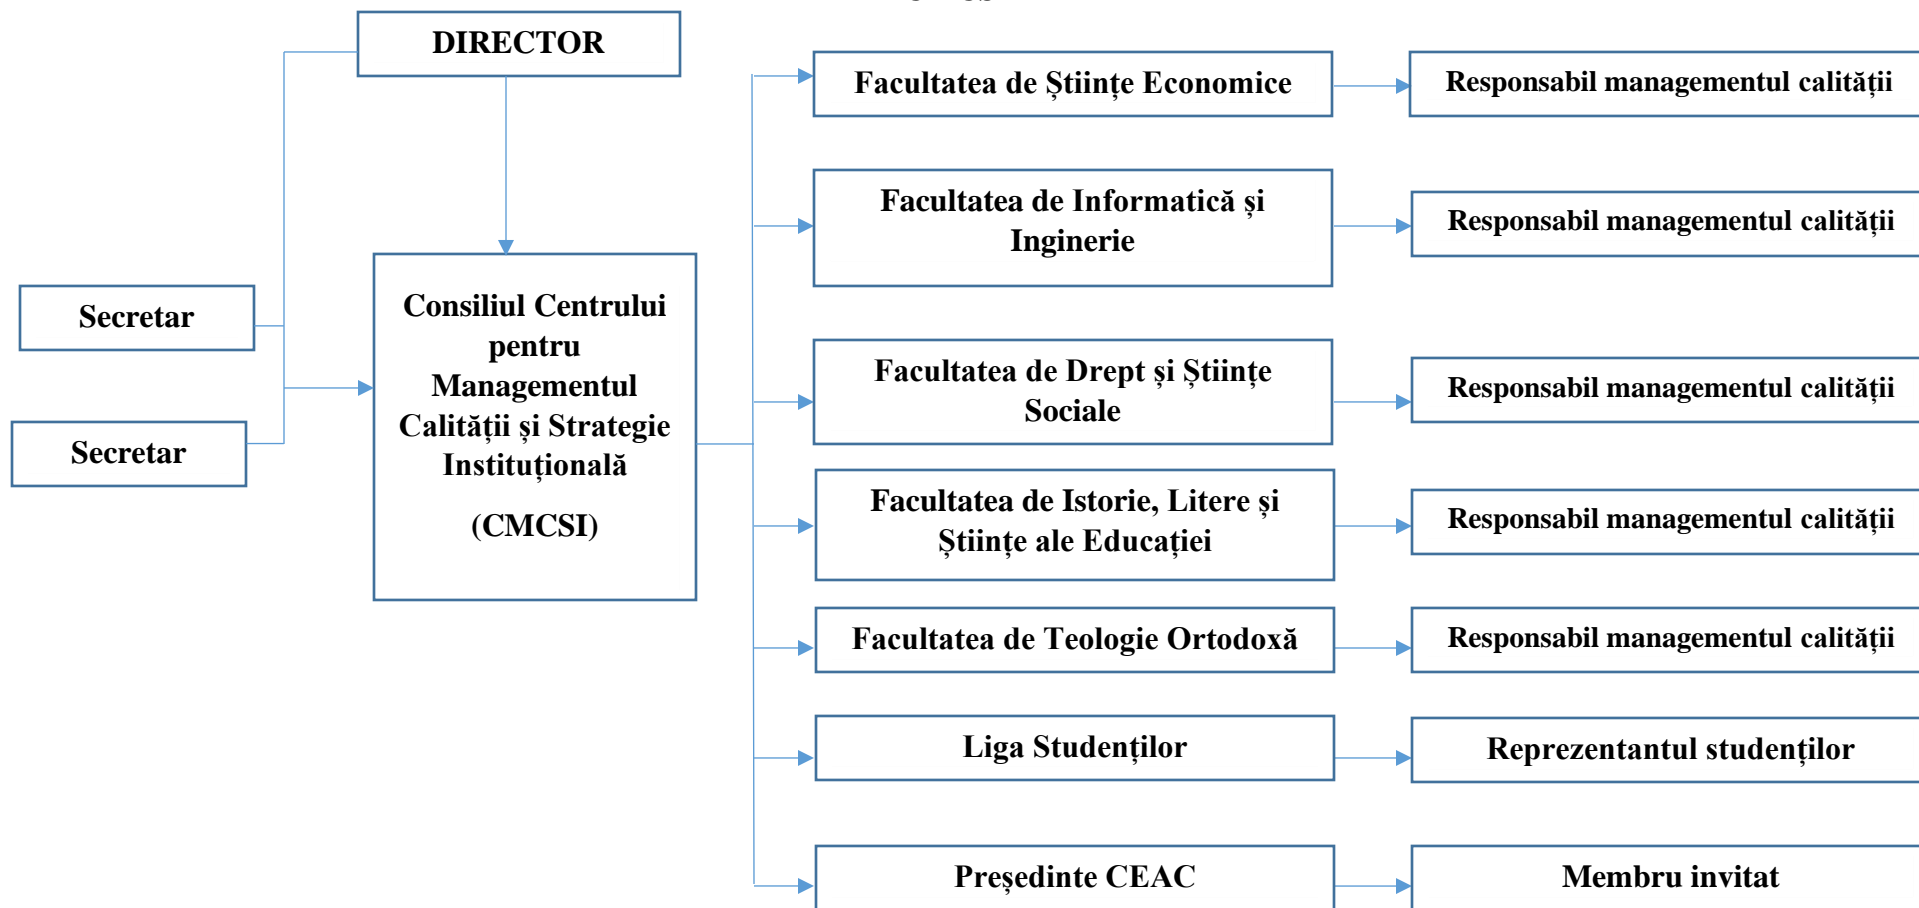 DIRECTOR
Facultatea de Științe Economice
Responsabil managementul calității
Facultatea de Informatică și
Inginerie
Responsabil managementul calității
Secretar
Secretar
Consiliul Centrului
pentru
Managementul
Calității și Strategie
Instituțională
(CMCSI)
Facultatea de Drept și Științe
Sociale
Responsabil managementul calității
Facultatea de Istorie, Litere și
Științe ale Educației
Responsabil managementul calității
Facultatea de Teologie Ortodoxă
Responsabil managementul calității
Liga Studenților
Reprezentantul studenților
Președinte CEAC
Membru invitat